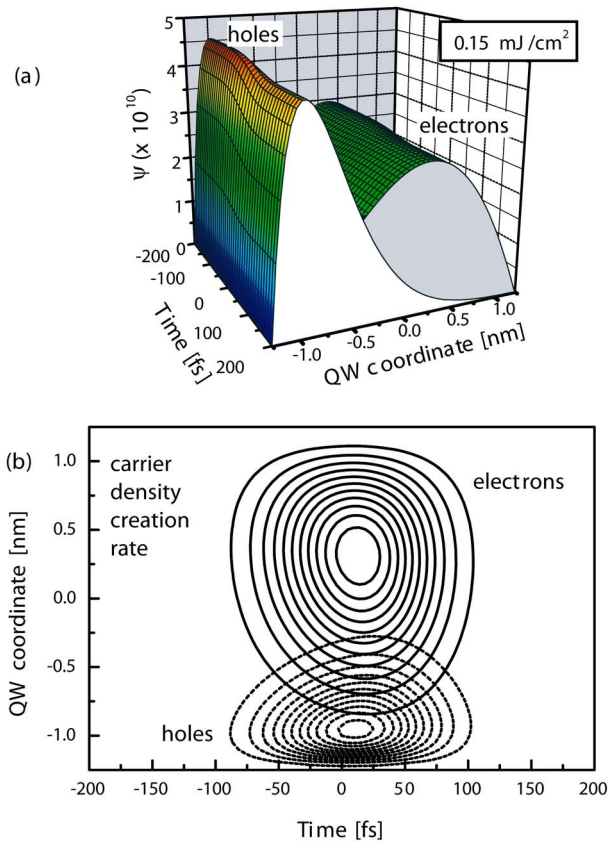 (a)
holes
0.15 mJ/cm²
electrons
Ψ (x 10¹⁰)
5
4
3
2
1
0
-200
-100
0
100
200
Time [fs]
-1.0
-0.5
0.0
0.5
1.0
QW coordinate [nm]
(b)
carrier
density
creation
rate
electrons
holes
QW coordinate [nm]
1.0
0.5
0.0
-0.5
-1.0
-200 -150 -100 -50 0 50 100 150 200
Time [fs]